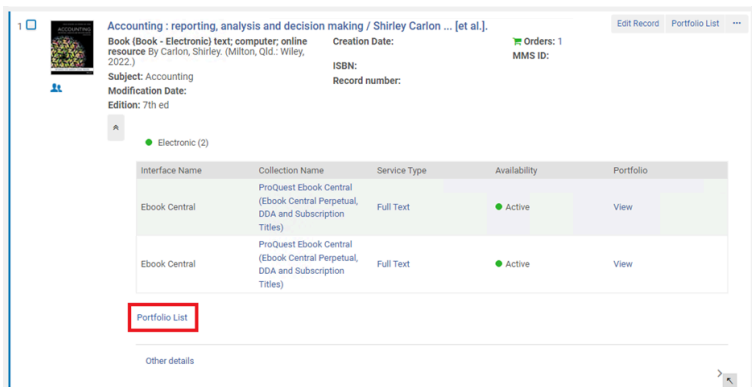 1
ACCOUNTING
Accounting : reporting, analysis and decision making / Shirley Carlon ... [et al.].
Edit Record Portfolio List ...
Book (Book - Electronic) text; computer; online
resource By Carlon, Shirley. (Milton, Qld.: Wiley,
2022.)
Subject: Accounting
Modification Date:
Edition: 7th ed
Creation Date:
ISBN:
Record number:
Orders: 1
MMS ID:
Electronic (2)
Interface Name Collection Name Service Type Availability Portfolio
ProQuest Ebook Central
(Ebook Central Perpetual,
Ebook Central DDA and Subscription Full Text Active View
Titles)
ProQuest Ebook Central
(Ebook Central Perpetual,
Ebook Central DDA and Subscription Full Text Active View
Titles)
Portfolio List
Other details